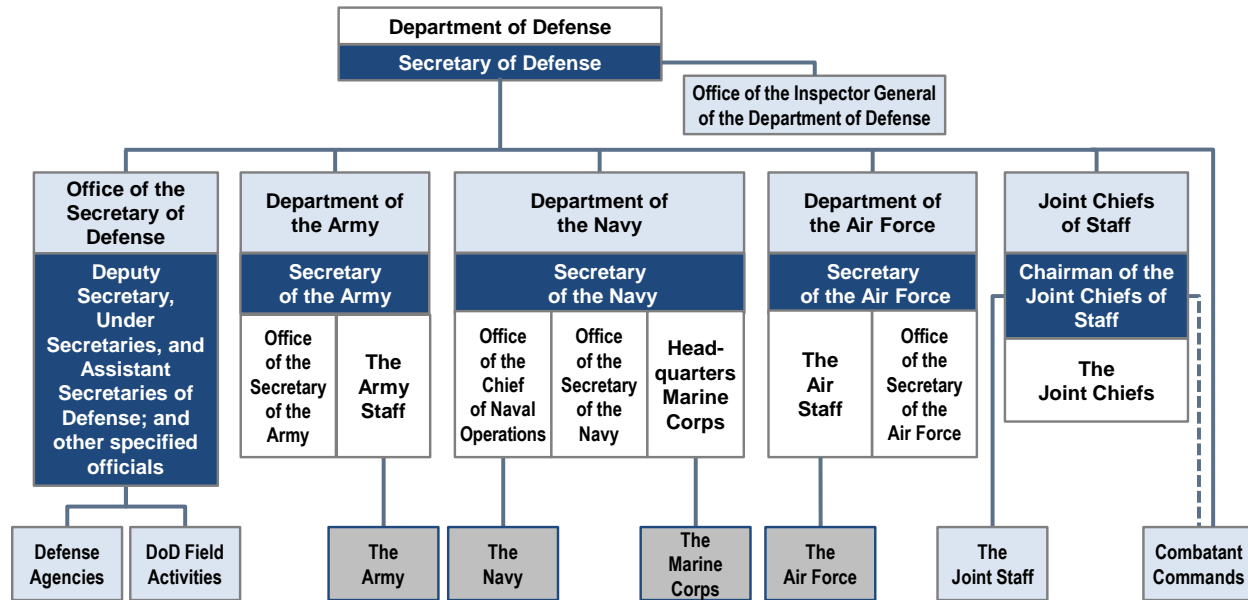 Department of Defense
Secretary of Defense
Office of the Inspector General
of the Department of Defense
Office of the
Secretary of
Defense
Deputy
Secretary,
Under
Secretaries, and
Assistant
Secretaries of
Defense; and
other specified
officials
Department of
the Army
Secretary
of the Army
Office
of the
Secretary
of the
Army
The
Army
Staff
Department of
the Navy
Secretary
of the Navy
Office
of the
Chief
of Naval
Operations
Office
of the
Secretary
of the
Navy
Head-
quarters
Marine
Corps
Department of
the Air Force
Secretary
of the Air Force
The
Air
Staff
Office
of the
Secretary
of the
Air Force
Joint Chiefs
of Staff
Chairman of the
Joint Chiefs of
Staff
The
Joint Chiefs
Defense
Agencies
DoD Field
Activities
The
Army
The
Navy
The
Marine
Corps
The
Air Force
The
Joint Staff
Combatant
Commands